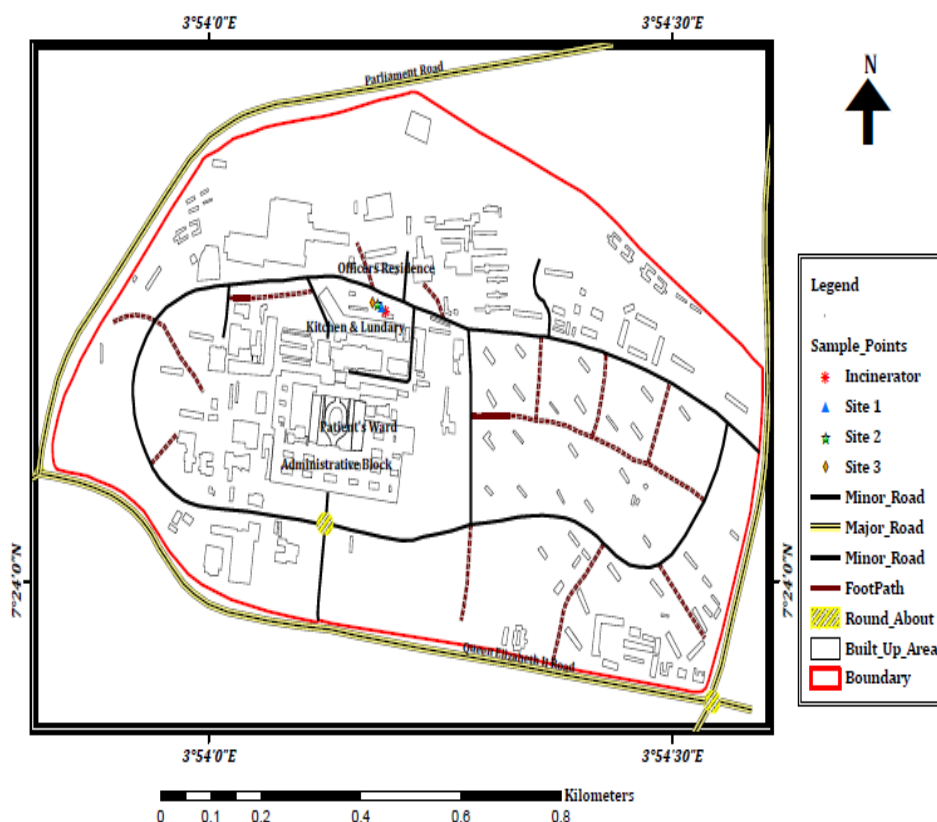 3°54'0"E
3°54'30"E
Parliament Road
N
Officers Residence
Kitchen & Lundary
Patient's Ward
Administrative Block
7°24'0"N
7°24'0"N
Queen Elizabeth II Road
3°54'0"E
3°54'30"E
Legend
Sample_Points
Incinerator
Site 1
Site 2
Site 3
Minor_Road
Major_Road
Minor_Road
FootPath
Round_About
Built_Up_Area
Boundary
Kilometers
0 0.1 0.2 0.4 0.6 0.8